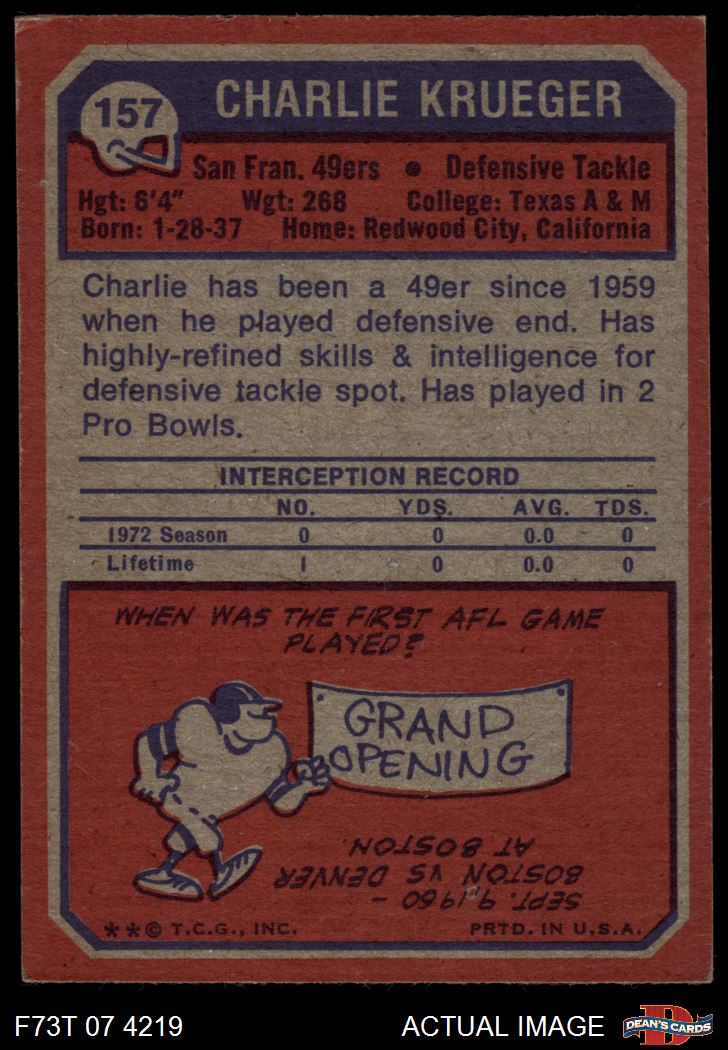 157
CHARLIE KRUEGER
San Fran. 49ers • Defensive Tackle
Hgt: 6'4" Wgt: 268 College: Texas A & M
Born: 1-28-37 Home: Redwood City, California
Charlie has been a 49er since 1959
when he played defensive end. Has
highly-refined skills & intelligence for
defensive tackle spot. Has played in 2
Pro Bowls.
INTERCEPTION RECORD
NO. YDS. AVG. TDS.
1972 Season 0 0 0.0 0
Lifetime 1 0 0.0 0
WHEN WAS THE FIRST AFL GAME
PLAYED?
GRAND
OPENING
SEPT. 9, 1960 -
BOSTON VS DENVER
AT BOSTON.
**© T.C.G., INC. PRTD. IN U.S.A.
F73T 07 4219 ACTUAL IMAGE
D
DEAN'S CARDS